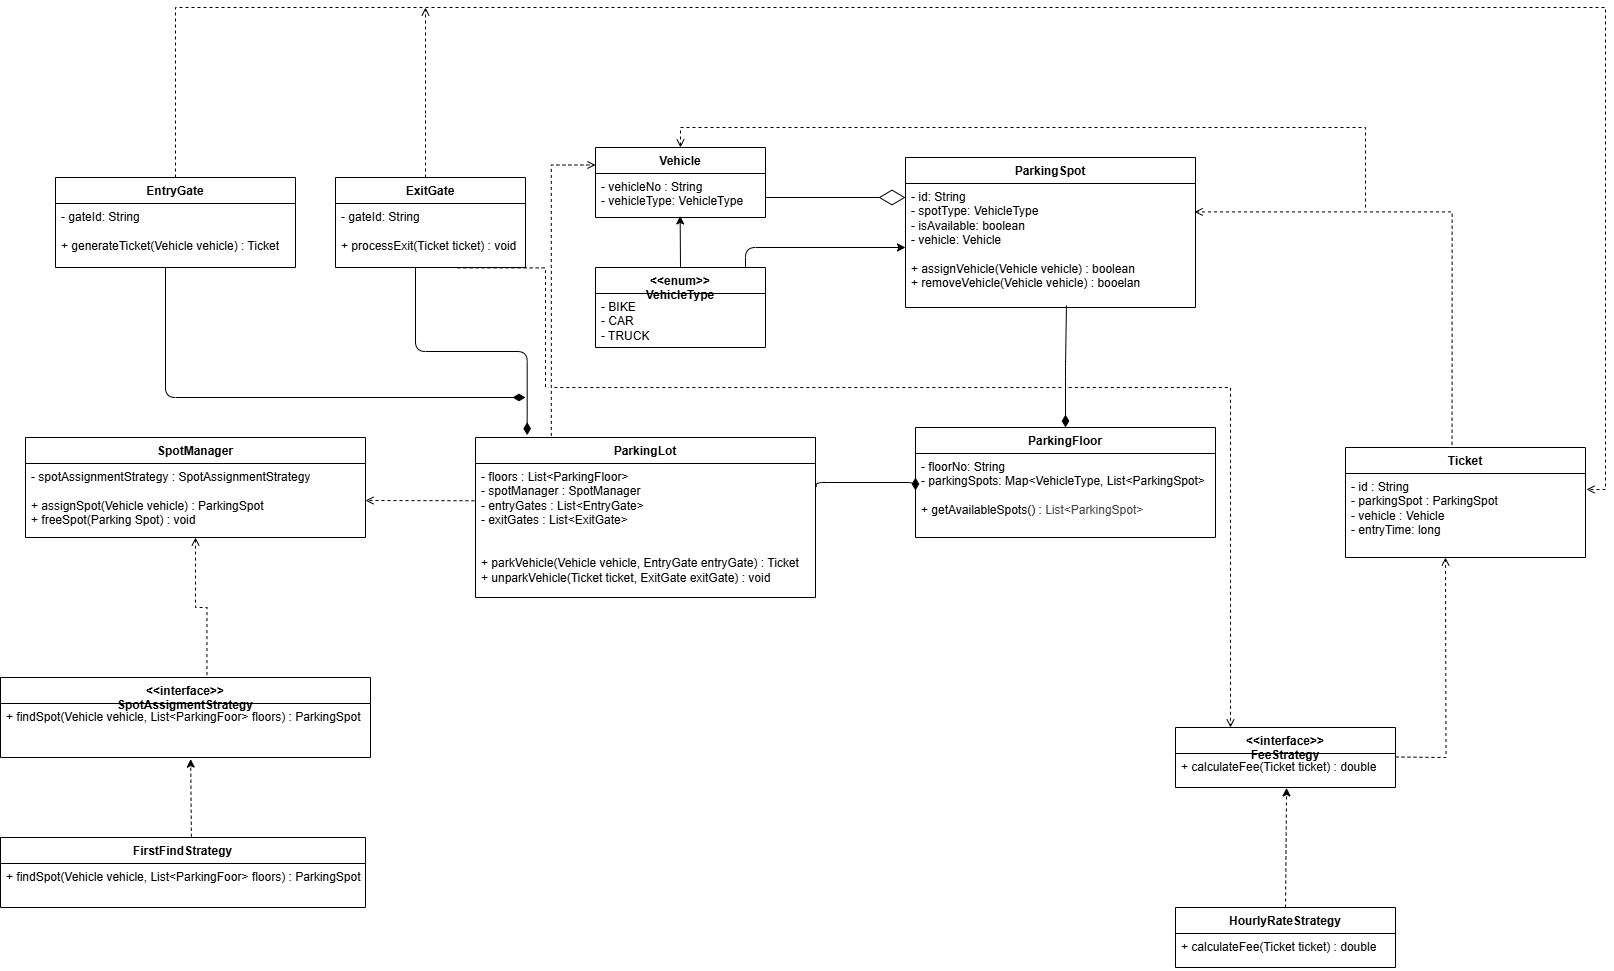 Vehicle
- vehicleNo : String
- vehicleType: VehicleType
ParkingSpot
- id: String
- spotType: VehicleType
- isAvailable: boolean
- vehicle: Vehicle
+ assignVehicle(Vehicle vehicle) : boolean
+ removeVehicle(Vehicle vehicle) : booelan
EntryGate
- gateId: String
+ generateTicket(Vehicle vehicle) : Ticket
ExitGate
- gateId: String
+ processExit(Ticket ticket) : void
<<enum>>
VehicleType
- BIKE
- CAR
- TRUCK
SpotManager
- spotAssignmentStrategy : SpotAssignmentStrategy
+ assignSpot(Vehicle vehicle) : ParkingSpot
+ freeSpot(Parking Spot) : void
ParkingLot
- floors : List<ParkingFloor>
- spotManager : SpotManager
- entryGates : List<EntryGate>
- exitGates : List<ExitGate>
+ parkVehicle(Vehicle vehicle, EntryGate entryGate) : Ticket
+ unparkVehicle(Ticket ticket, ExitGate exitGate) : void
ParkingFloor
- floorNo: String
- parkingSpots: Map<VehicleType, List<ParkingSpot>
+ getAvailableSpots() : List<ParkingSpot>
Ticket
- id : String
- parkingSpot : ParkingSpot
- vehicle : Vehicle
- entryTime: long
<<interface>>
SpotAssigmentStrategy
+ findSpot(Vehicle vehicle, List<ParkingFoor> floors) : ParkingSpot
<<interface>>
FeeStrategy
+ calculateFee(Ticket ticket) : double
FirstFindStrategy
+ findSpot(Vehicle vehicle, List<ParkingFoor> floors) : ParkingSpot
HourlyRateStrategy
+ calculateFee(Ticket ticket) : double